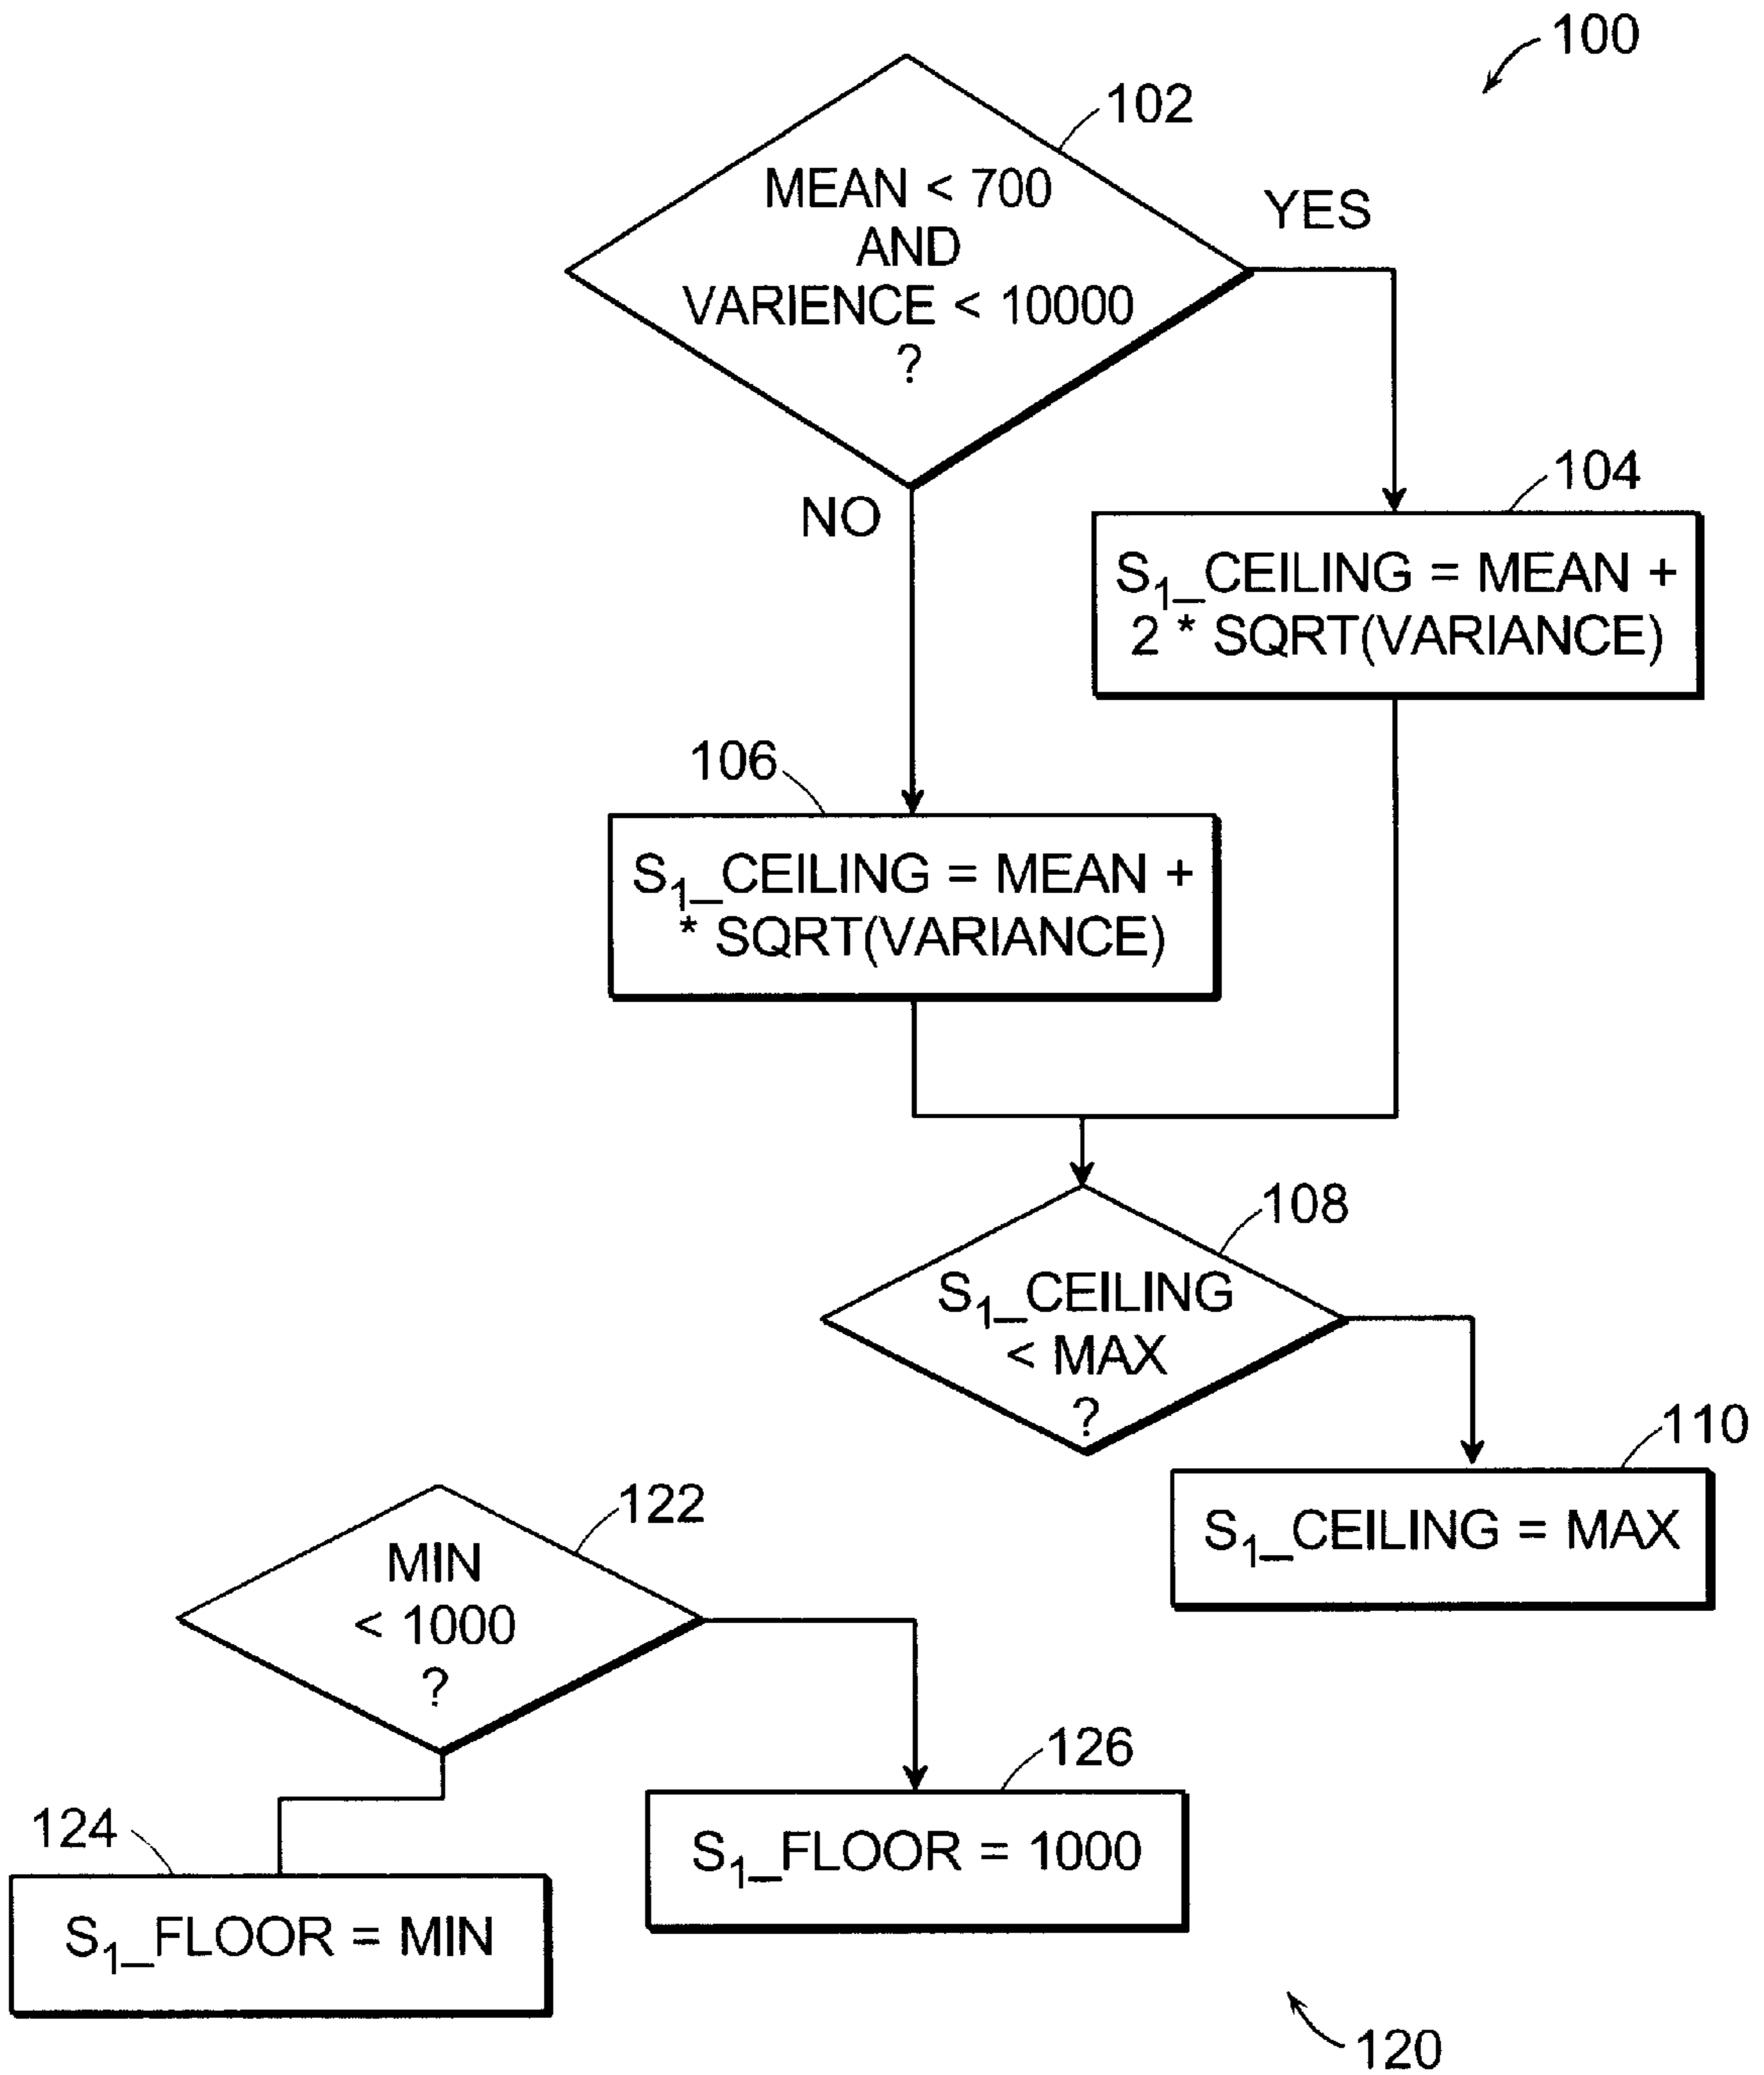 100
102
MEAN < 700
AND
VARIENCE < 10000
?
YES
NO
104
S1_CEILING = MEAN +
2 * SQRT(VARIANCE)
106
S1_CEILING = MEAN +
* SQRT(VARIANCE)
108
S1_CEILING
< MAX
?
110
S1_CEILING = MAX
122
MIN
< 1000
?
126
S1_FLOOR = 1000
124
S1_FLOOR = MIN
120